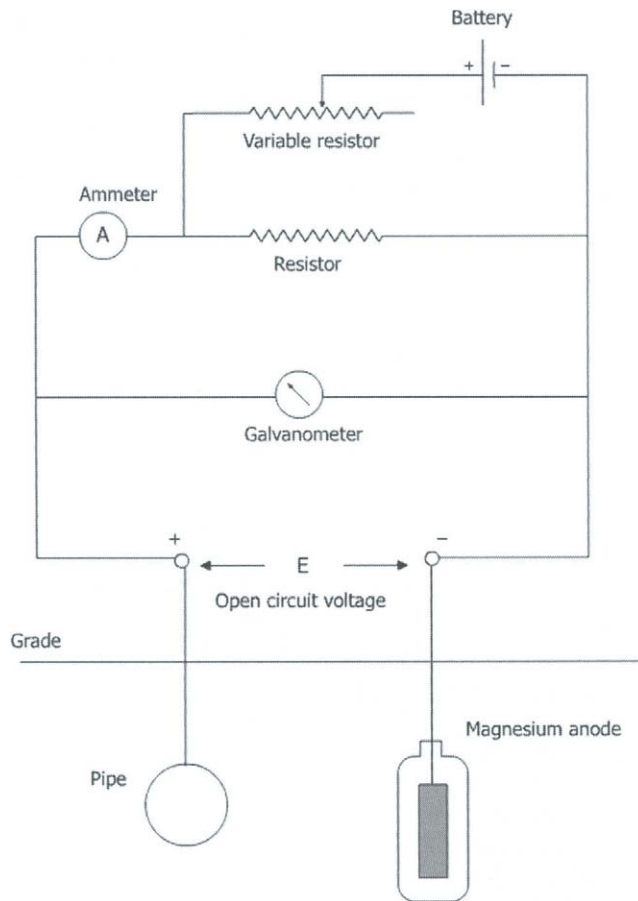 Battery
+ −
Variable resistor
Ammeter
A
Resistor
Galvanometer
+ −
E
Open circuit voltage
Grade
Magnesium anode
Pipe